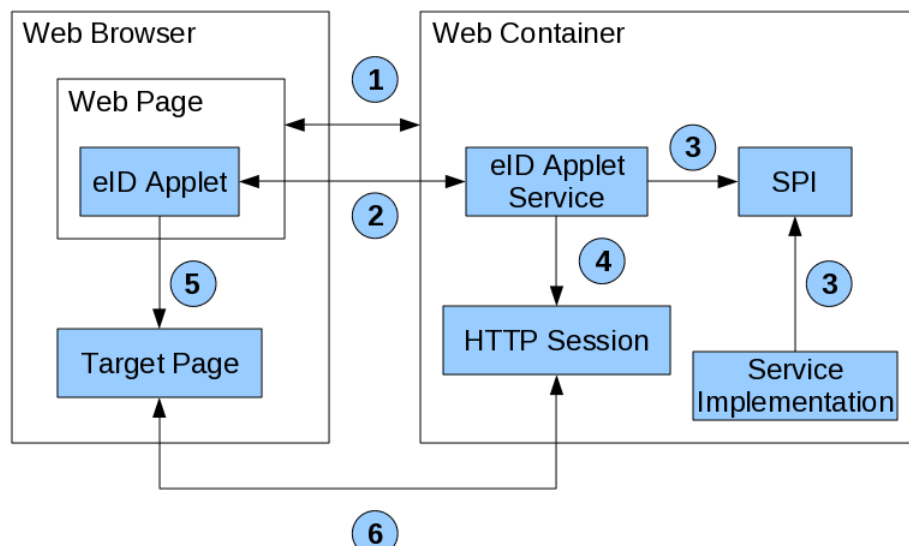 Web Browser
Web Container
1
Web Page
eID Applet
2
eID Applet
Service
3
SPI
5
4
3
Target Page
HTTP Session
Service
Implementation
6